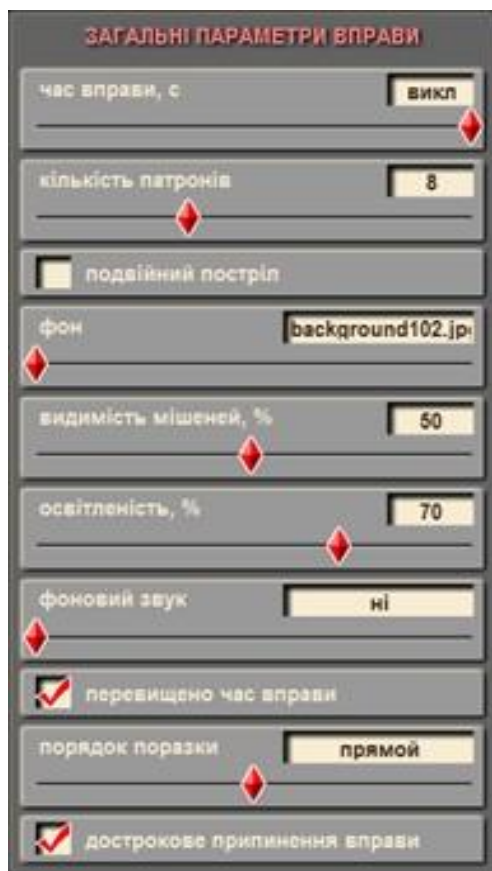 ЗАГАЛЬНІ ПАРАМЕТРИ ВПРАВИ
час вправи, с
викл
кількість патронів
8
подвійний постріл
фон
background102.jp
видимість мішеней, %
50
освітленість, %
70
фоновий звук
ні
перевищено час вправи
порядок поразки
прямой
дострокове припинення вправи